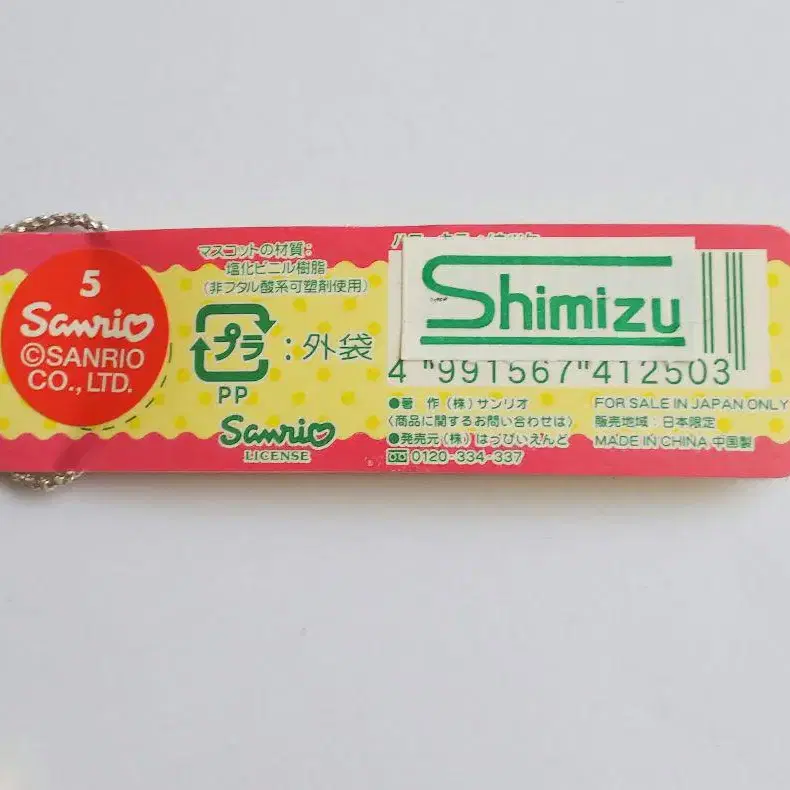 5
Sanrio
©SANRIO
CO.,LTD.
マスコットの材質:
塩化ビニル樹脂
(非フタル酸系可塑剤使用)
プラ:外袋
PP
Sanrio
LICENSE
Shimizu
4 991567 412503
●著 作 (株) サンリオ
〈商品に関するお問い合わせは〉
●発売元 (株) はっぴいえんど
0120-334-337
FOR SALE IN JAPAN ONLY
販売地域:日本限定
MADE IN CHINA 中国製